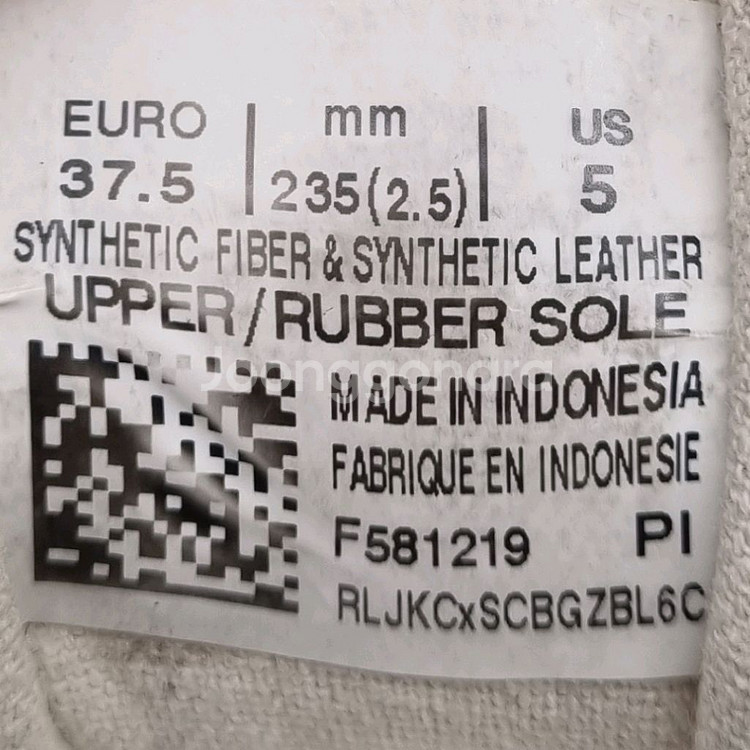 EURO | mm | US
37.5 | 235(2.5) | 5
SYNTHETIC FIBER & SYNTHETIC LEATHER
UPPER/RUBBER SOLE
Joonggonara
MADE IN INDONESIA
FABRIQUE EN INDONESIE
F581219 PI
RLJKCxSCBGZBL6C